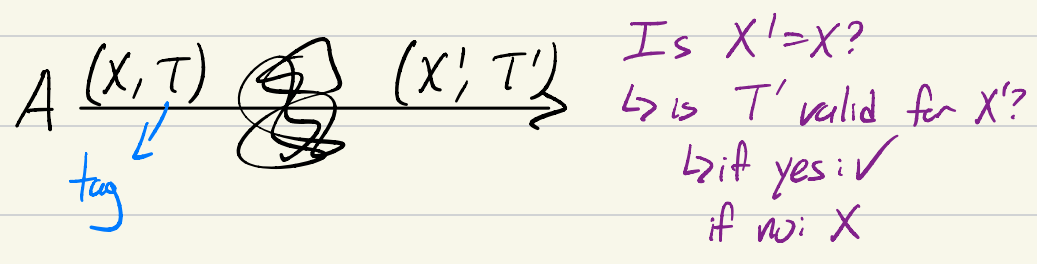 A (X, T) (X', T')
tag
Is X'=X?
↳ is T' valid for X'?
↳ if yes: ✓
if no: X